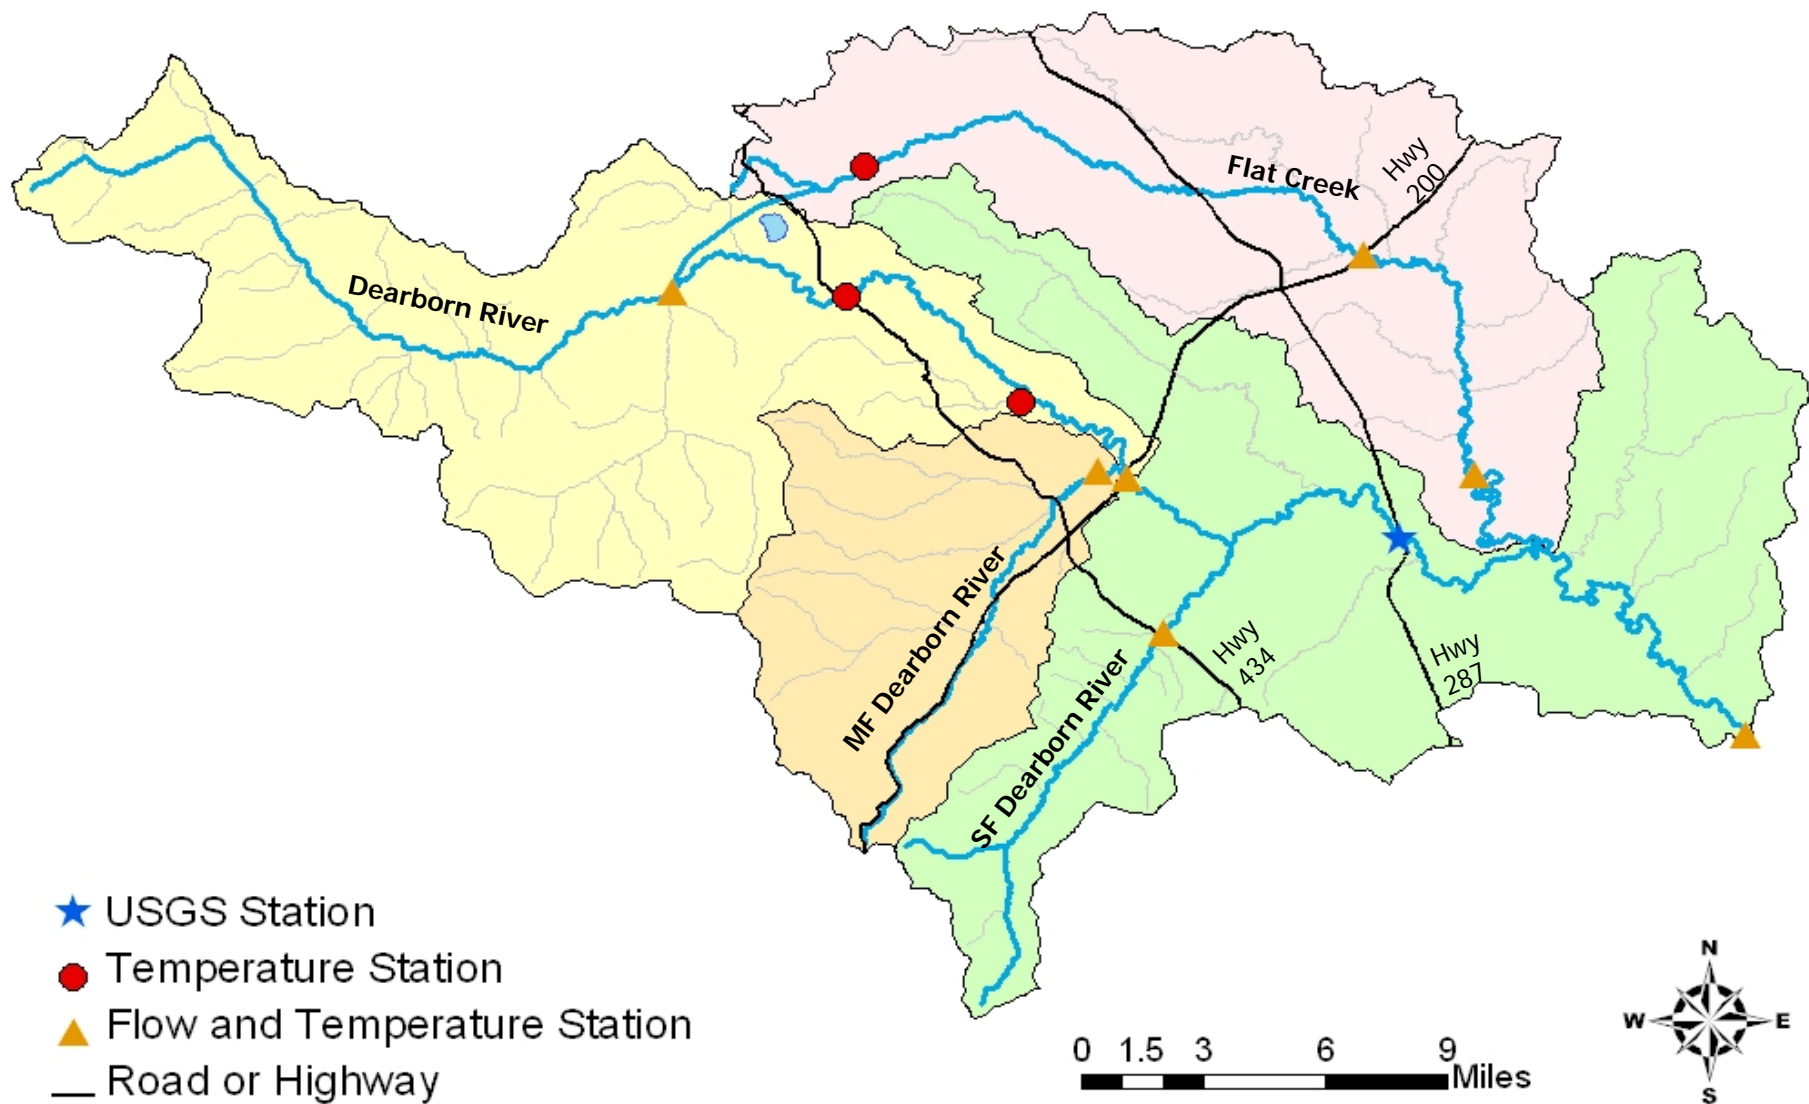 Flat Creek
Hwy
200
Dearborn River
MF Dearborn River
SF Dearborn River
Hwy
434
Hwy
287
USGS Station
Temperature Station
Flow and Temperature Station
Road or Highway
0 1.5 3 6 9
Miles
N
W E
S